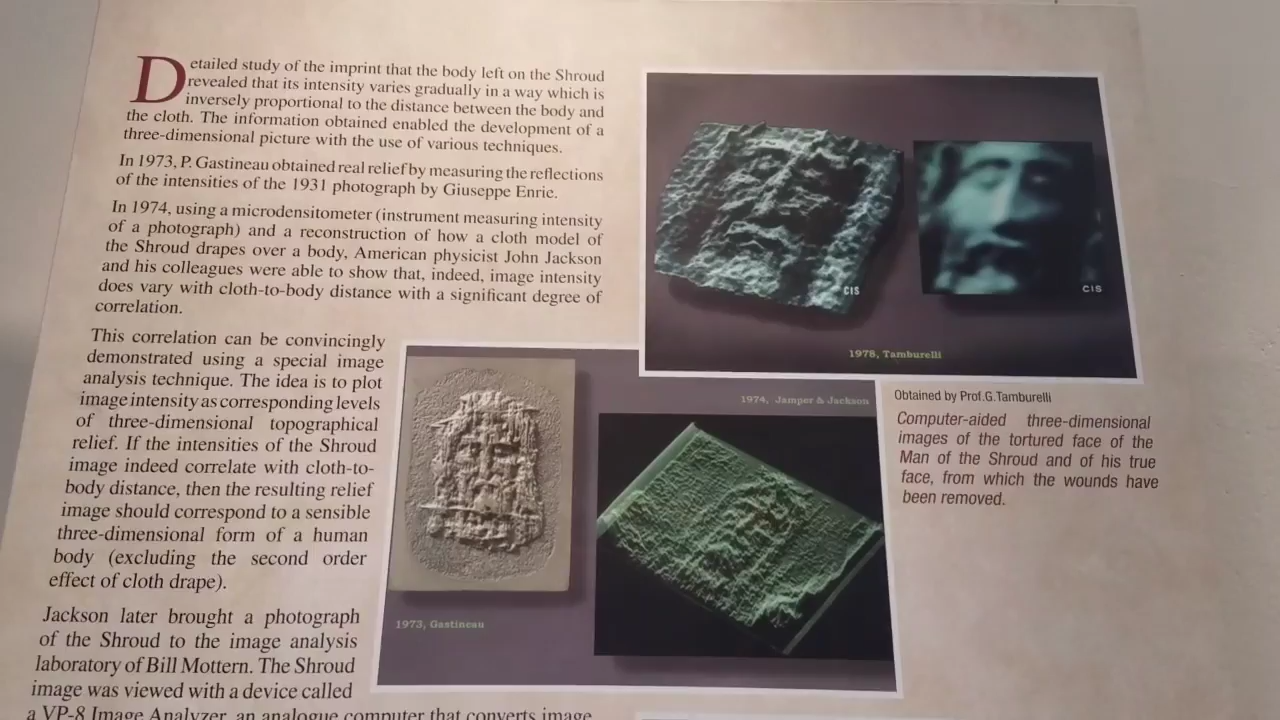 Detailed study of the imprint that the body left on the Shroud
revealed that its intensity varies gradually in a way which is
inversely proportional to the distance between the body and
the cloth. The information obtained enabled the development of a
three-dimensional picture with the use of various techniques.
In 1973, P. Gastineau obtained real relief by measuring the reflections
of the intensities of the 1931 photograph by Giuseppe Enrie.
In 1974, using a microdensitometer (instrument measuring intensity
of a photograph) and a reconstruction of how a cloth model of
the Shroud drapes over a body, American physicist John Jackson
and his colleagues were able to show that, indeed, image intensity
does vary with cloth-to-body distance with a significant degree of
correlation.
This correlation can be convincingly
demonstrated using a special image
analysis technique. The idea is to plot
image intensity as corresponding levels
of three-dimensional topographical
relief. If the intensities of the Shroud
image indeed correlate with cloth-to-
body distance, then the resulting relief
image should correspond to a sensible
three-dimensional form of a human
body (excluding the second order
effect of cloth drape).
Jackson later brought a photograph
of the Shroud to the image analysis
laboratory of Bill Mottern. The Shroud
image was viewed with a device called
a VP-8 Image Analyzer, an analogue computer that converts image
CIS
CIS
1978, Tamburelli
1974, Jamper & Jackson
1973, Gastineau
Obtained by Prof.G.Tamburelli
Computer-aided three-dimensional
images of the tortured face of the
Man of the Shroud and of his true
face, from which the wounds have
been removed.